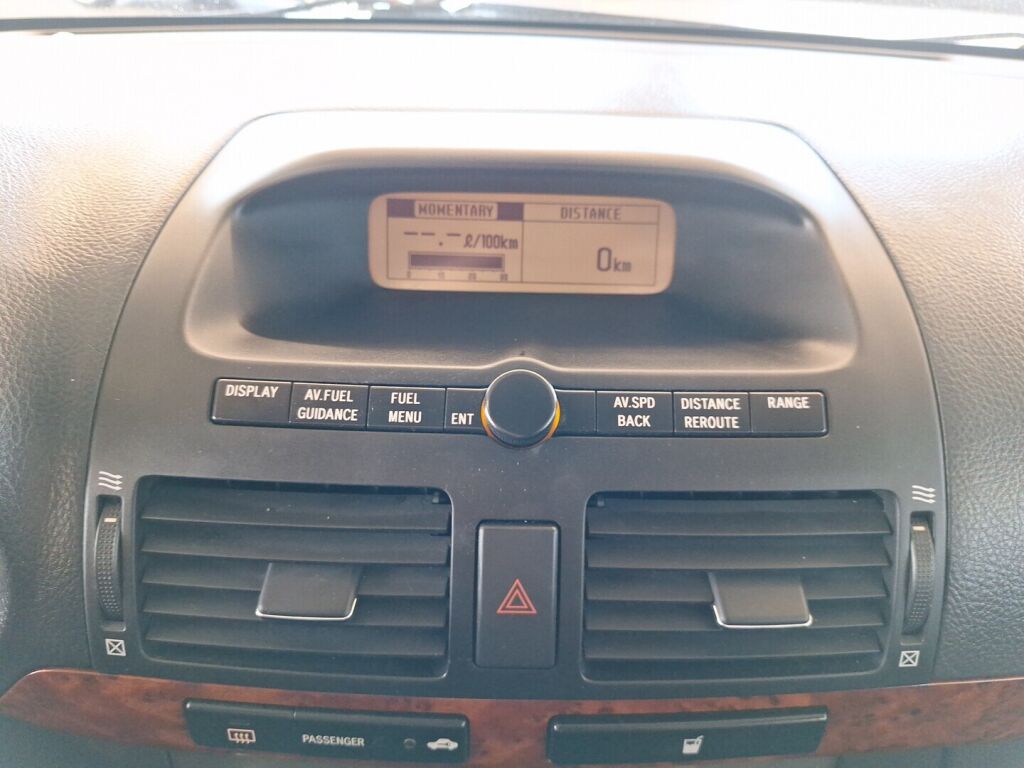 MOMENTARY DISTANCE
--.- ℓ/100km 0km
DISPLAY
AV.FUEL
GUIDANCE
FUEL
MENU
ENT
AV.SPD
BACK
DISTANCE
REROUTE
RANGE
PASSENGER